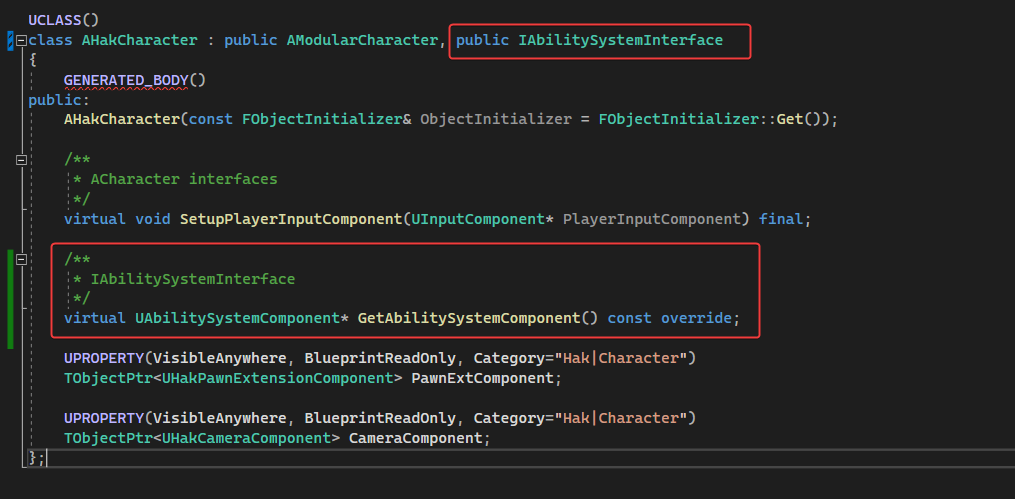 UCLASS()
class AHakCharacter : public AModularCharacter, public IAbilitySystemInterface
{
GENERATED_BODY()
public:
AHakCharacter(const FObjectInitializer& ObjectInitializer = FObjectInitializer::Get());
/**
* ACharacter interfaces
*/
virtual void SetupPlayerInputComponent(UInputComponent* PlayerInputComponent) final;
/**
* IAbilitySystemInterface
*/
virtual UAbilitySystemComponent* GetAbilitySystemComponent() const override;
UPROPERTY(VisibleAnywhere, BlueprintReadOnly, Category="Hak|Character")
TObjectPtr<UHakPawnExtensionComponent> PawnExtComponent;
UPROPERTY(VisibleAnywhere, BlueprintReadOnly, Category="Hak|Character")
TObjectPtr<UHakCameraComponent> CameraComponent;
};